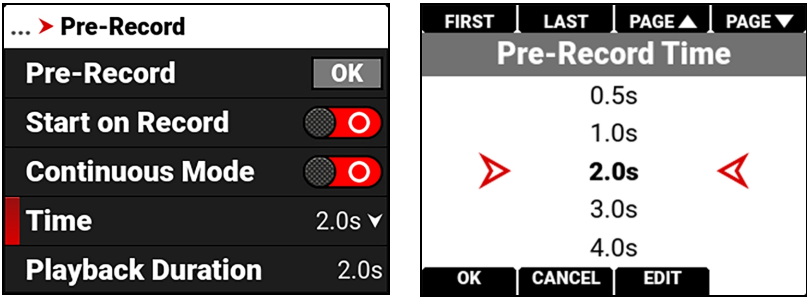 ... > Pre-Record
Pre-Record OK
Start on Record
Continuous Mode
Time 2.0s
Playback Duration 2.0s
FIRST LAST PAGE▲ PAGE▼
Pre-Record Time
0.5s
1.0s
2.0s
3.0s
4.0s
OK CANCEL EDIT